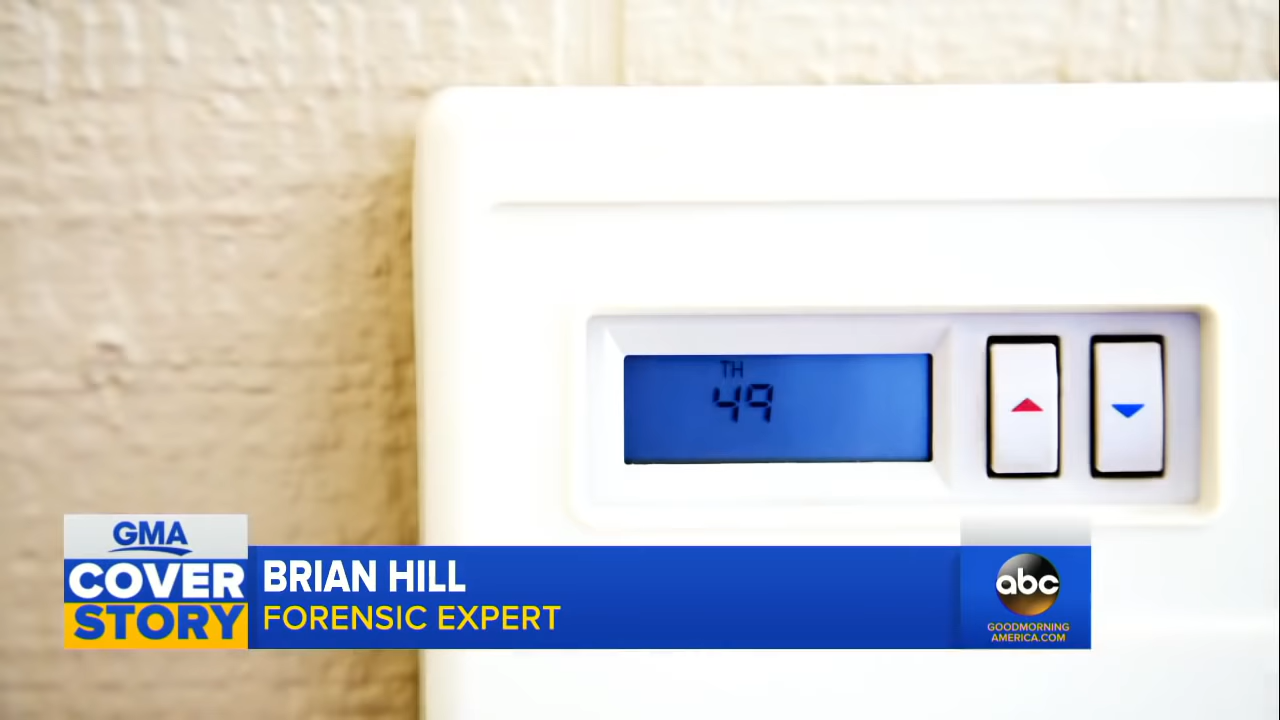 TH
49
GMA
COVER
STORY
BRIAN HILL
FORENSIC EXPERT
abc
GOODMORNING
AMERICA.COM